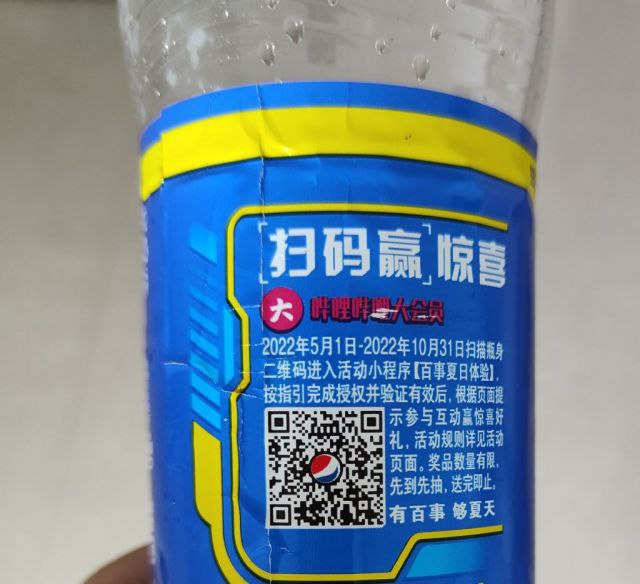 扫码赢惊喜
大 哔哩哔哩大会员
2022年5月1日-2022年10月31日扫描瓶身
二维码进入活动小程序【百事夏日体验】,
按指引完成授权并验证有效后，根据页面提
示参与互动赢惊喜好
礼，活动规则详见活动
页面。奖品数量有限，
先到先抽，送完即止。
有百事 够夏天